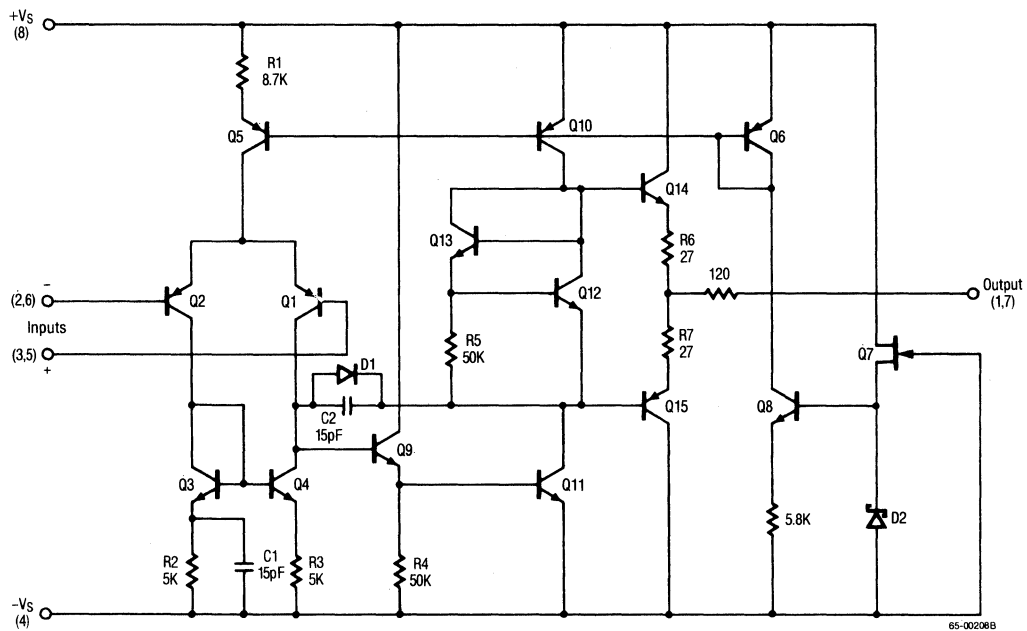 +VS
(8)
R1
8.7K
Q5
Q10
Q6
Q14
Q13
R6
27
120
−
(2,6)
Q2
Q1
Q12
Output
(1,7)
Inputs
(3,5)
+
R5
50K
R7
27
Q7
D1
C2
15pF
Q15
Q8
Q9
Q3
Q4
Q11
R2
5K
C1
15pF
R3
5K
R4
50K
5.8K
D2
−VS
(4)
65-00208B